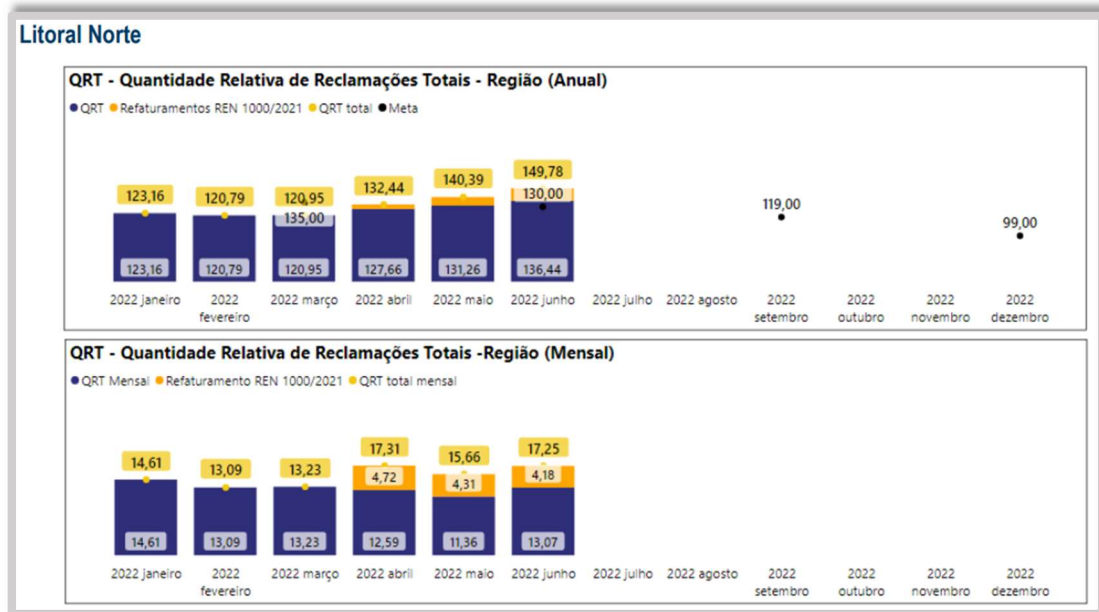 Litoral Norte
QRT - Quantidade Relativa de Reclamações Totais - Região (Anual)
QRT Refaturamentos REN 1000/2021 QRT total Meta
123,16 120,79 120,95 132,44 140,39 149,78
135,00 130,00 119,00 99,00
123,16 120,79 120,95 127,66 131,26 136,44
2022 janeiro 2022 2022 março 2022 abril 2022 maio 2022 junho 2022 julho 2022 agosto 2022 2022 2022 2022
fevereiro setembro outubro novembro dezembro
QRT - Quantidade Relativa de Reclamações Totais -Região (Mensal)
QRT Mensal Refaturamento REN 1000/2021 QRT total mensal
14,61 13,09 13,23 17,31 15,66 17,25
4,72 4,31 4,18
14,61 13,09 13,23 12,59 11,36 13,07
2022 janeiro 2022 2022 março 2022 abril 2022 maio 2022 junho 2022 julho 2022 agosto 2022 2022 2022 2022
fevereiro setembro outubro novembro dezembro